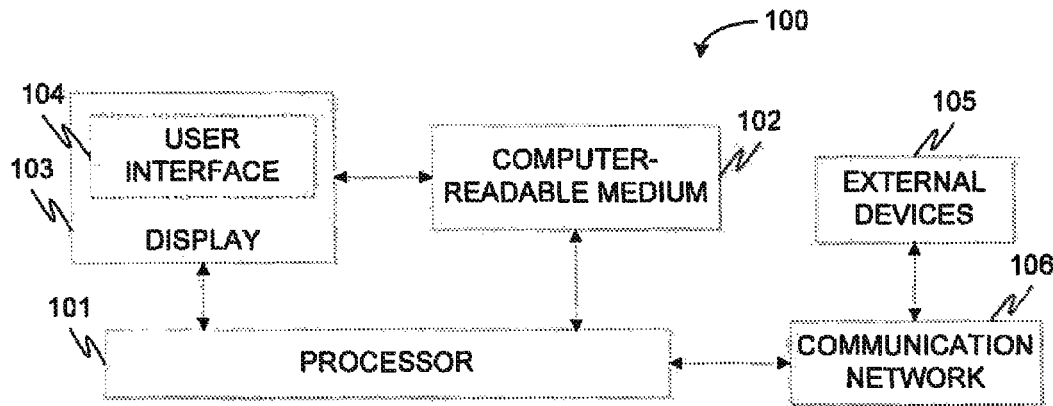 100
104
USER
INTERFACE
103
DISPLAY
COMPUTER-
READABLE MEDIUM
102
105
EXTERNAL
DEVICES
106
101
PROCESSOR
COMMUNICATION
NETWORK